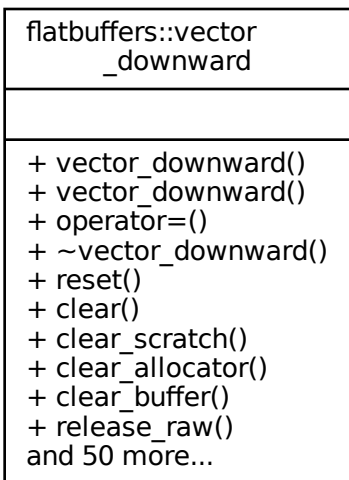 flatbuffers::vector
_downward
+ vector_downward()
+ vector_downward()
+ operator=()
+ ~vector_downward()
+ reset()
+ clear()
+ clear_scratch()
+ clear_allocator()
+ clear_buffer()
+ release_raw()
and 50 more...